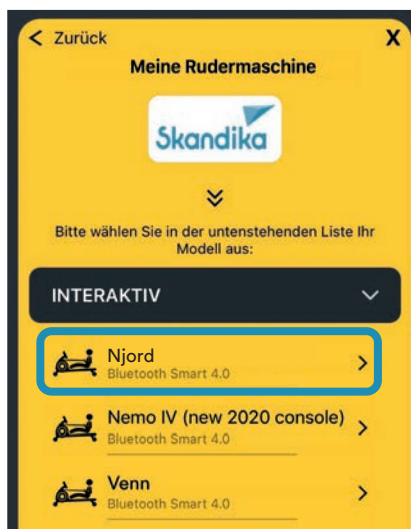 Zurück X
Meine Rudermaschine
Skandika
Bitte wählen Sie in der untenstehenden Liste Ihr
Modell aus:
INTERAKTIV
Njord
Bluetooth Smart 4.0
Nemo IV (new 2020 console)
Bluetooth Smart 4.0
Venn
Bluetooth Smart 4.0